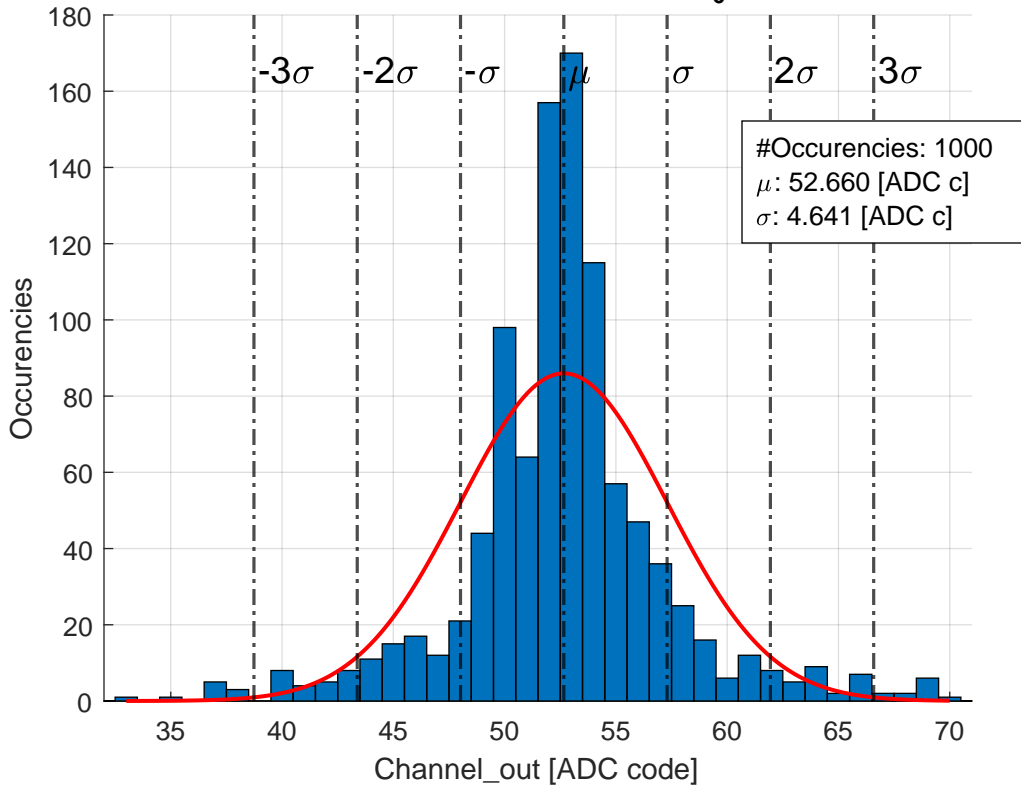 180
160
140
120
100
80
60
40
20
0
Occurencies
-3σ
-2σ
-σ
μ
σ
2σ
3σ
#Occurencies: 1000
μ: 52.660 [ADC c]
σ: 4.641 [ADC c]
35
40
45
50
55
60
65
70
Channel_out [ADC code]